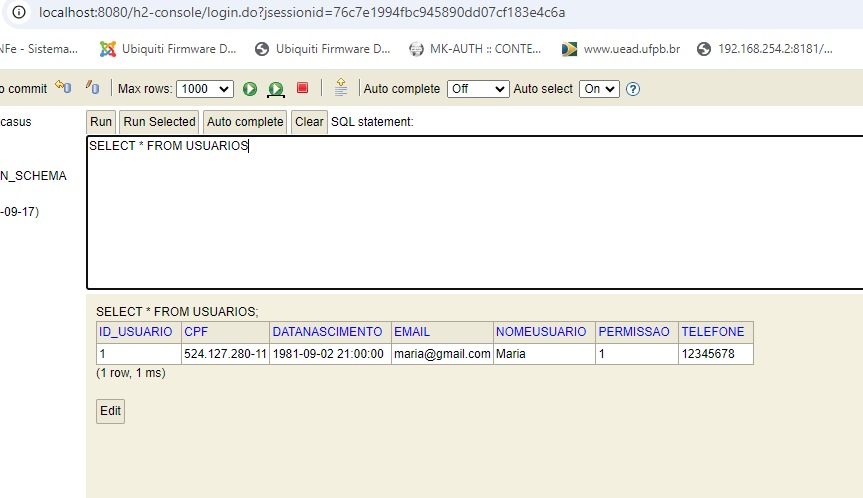 localhost:8080/h2-console/login.do?jsessionid=76c7e1994fbc945890dd07cf183e4c6a
NFe - Sistema... Ubiquiti Firmware D... Ubiquiti Firmware D... MK-AUTH :: CONTE... www.uead.ufpb.br 192.168.254.2:8181/...
o commit Max rows: 1000 Auto complete Off Auto select On ?
casus Run Run Selected Auto complete Clear SQL statement:
SELECT * FROM USUARIOS
N_SCHEMA
-09-17)
SELECT * FROM USUARIOS;
ID_USUARIO CPF DATANASCIMENTO EMAIL NOMEUSUARIO PERMISSAO TELEFONE
1 524.127.280-11 1981-09-02 21:00:00 maria@gmail.com Maria 1 12345678
(1 row, 1 ms)
Edit